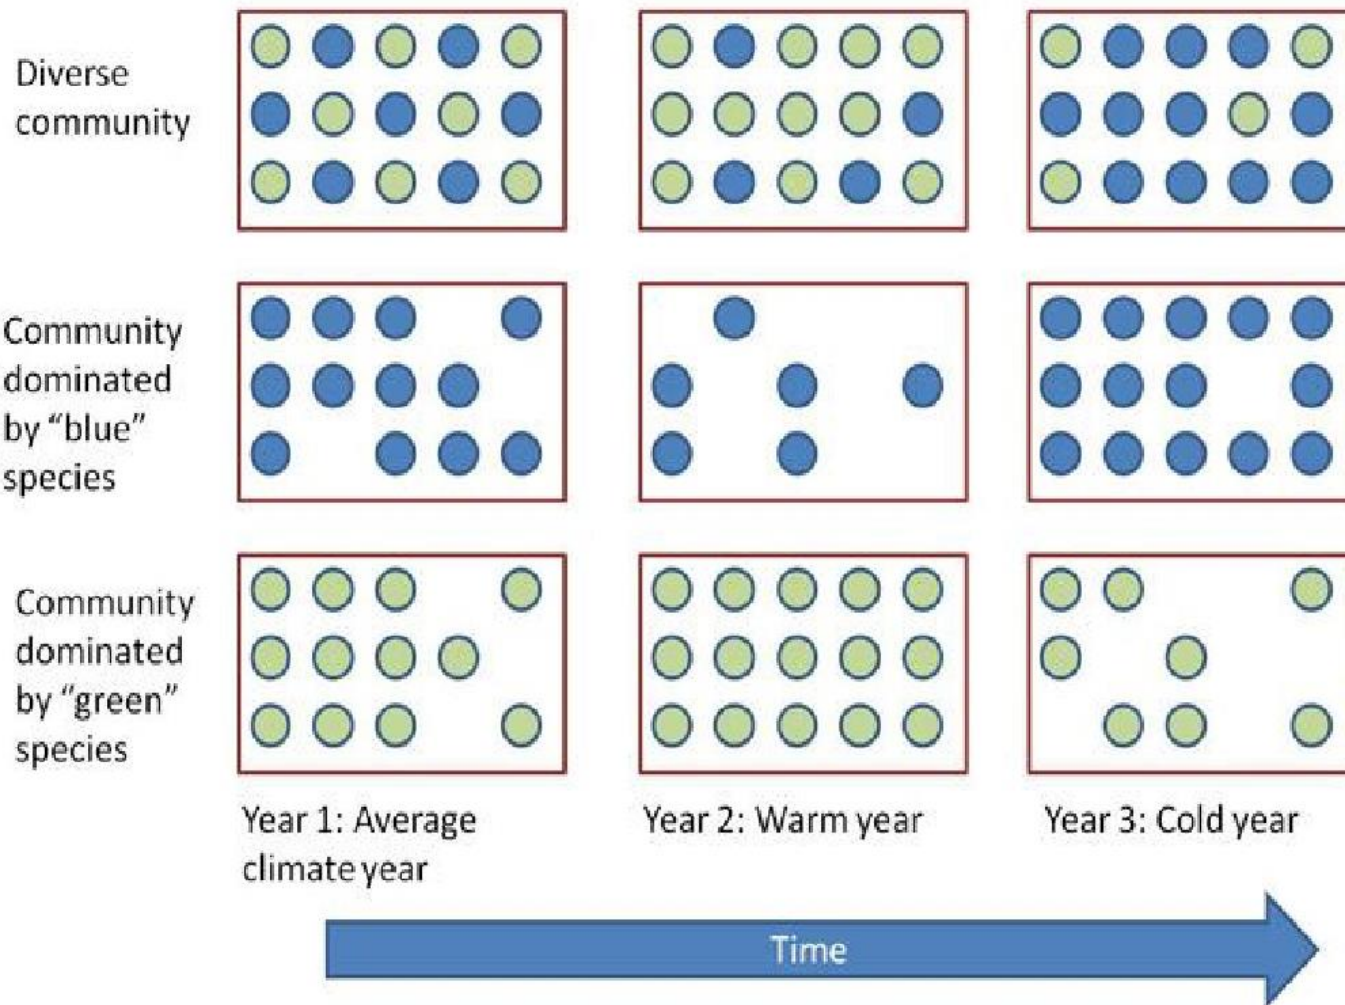 Diverse
community
Community
dominated
by “blue”
species
Community
dominated
by “green”
species
Year 1: Average
climate year
Year 2: Warm year
Year 3: Cold year
Time